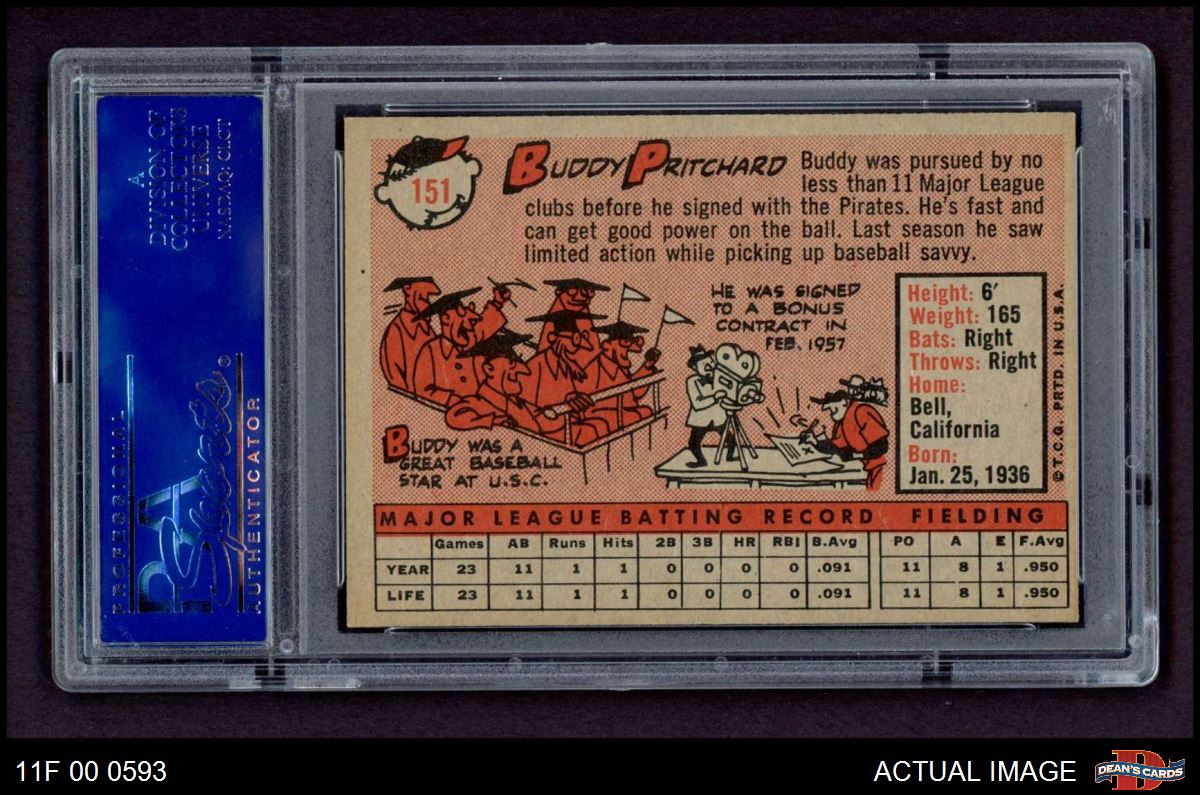 A
DIVISION OF
COLLECTORS
UNIVERSE
NASDAQ: CLCT
PROFESSIONAL
PSA
Sports®
AUTHENTICATOR
151
BUDDY PRITCHARD
Buddy was pursued by no
less than 11 Major League
clubs before he signed with the Pirates. He's fast and
can get good power on the ball. Last season he saw
limited action while picking up baseball savvy.
BUDDY WAS A
GREAT BASEBALL
STAR AT U.S.C.
HE WAS SIGNED
TO A BONUS
CONTRACT IN
FEB. 1957
X
Height: 6'
Weight: 165
Bats: Right
Throws: Right
Home:
Bell,
California
Born:
Jan. 25, 1936
©T.C.G. PRTD. IN U.S.A.
MAJOR LEAGUE BATTING RECORD FIELDING
Games AB Runs Hits 2B 3B HR RBI B.Avg PO A E F.Avg
YEAR 23 11 1 1 0 0 0 0 .091 11 8 1 .950
LIFE 23 11 1 1 0 0 0 0 .091 11 8 1 .950
11F 00 0593
ACTUAL IMAGE
D
DEAN'S CARDS